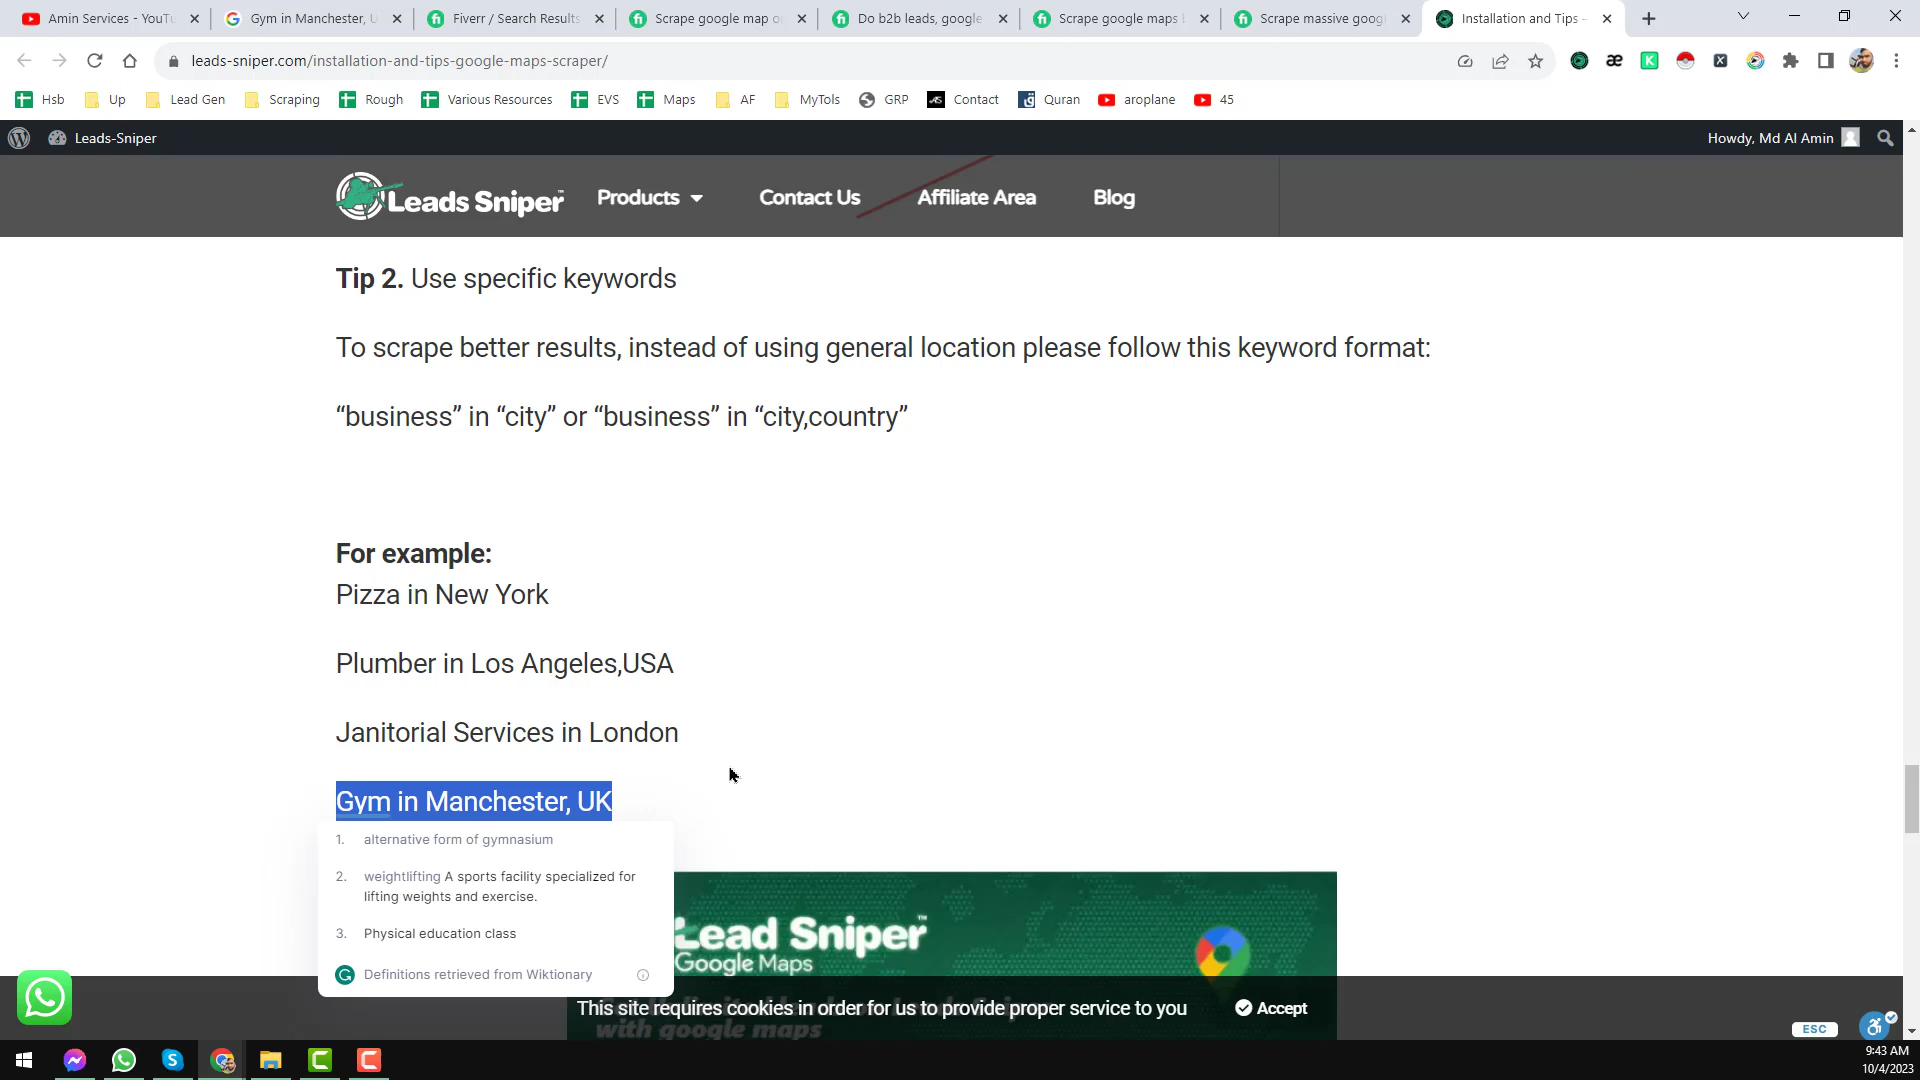 Amin Services - YouTu
Gym in Manchester, U
Fiverr / Search Results
Scrape google map o
Do b2b leads, google
Scrape google maps
Scrape massive goog
Installation and Tips -
leads-sniper.com/installation-and-tips-google-maps-scraper/
Hsb Up Lead Gen Scraping Rough Various Resources EVS Maps AF MyTols GRP Contact Quran aroplane 45
Leads-Sniper
Howdy, Md Al Amin
Leads Sniper™ Products Contact Us Affiliate Area Blog
Tip 2. Use specific keywords
To scrape better results, instead of using general location please follow this keyword format:
“business” in “city” or “business” in “city,country”
For example:
Pizza in New York
Plumber in Los Angeles,USA
Janitorial Services in London
Gym in Manchester, UK
1. alternative form of gymnasium
2. weightlifting A sports facility specialized for
lifting weights and exercise.
3. Physical education class
Definitions retrieved from Wiktionary
Lead Sniper™
Google Maps
This site requires cookies in order for us to provide proper service to you
Accept
with google maps
ESC
9:43 AM
10/4/2023